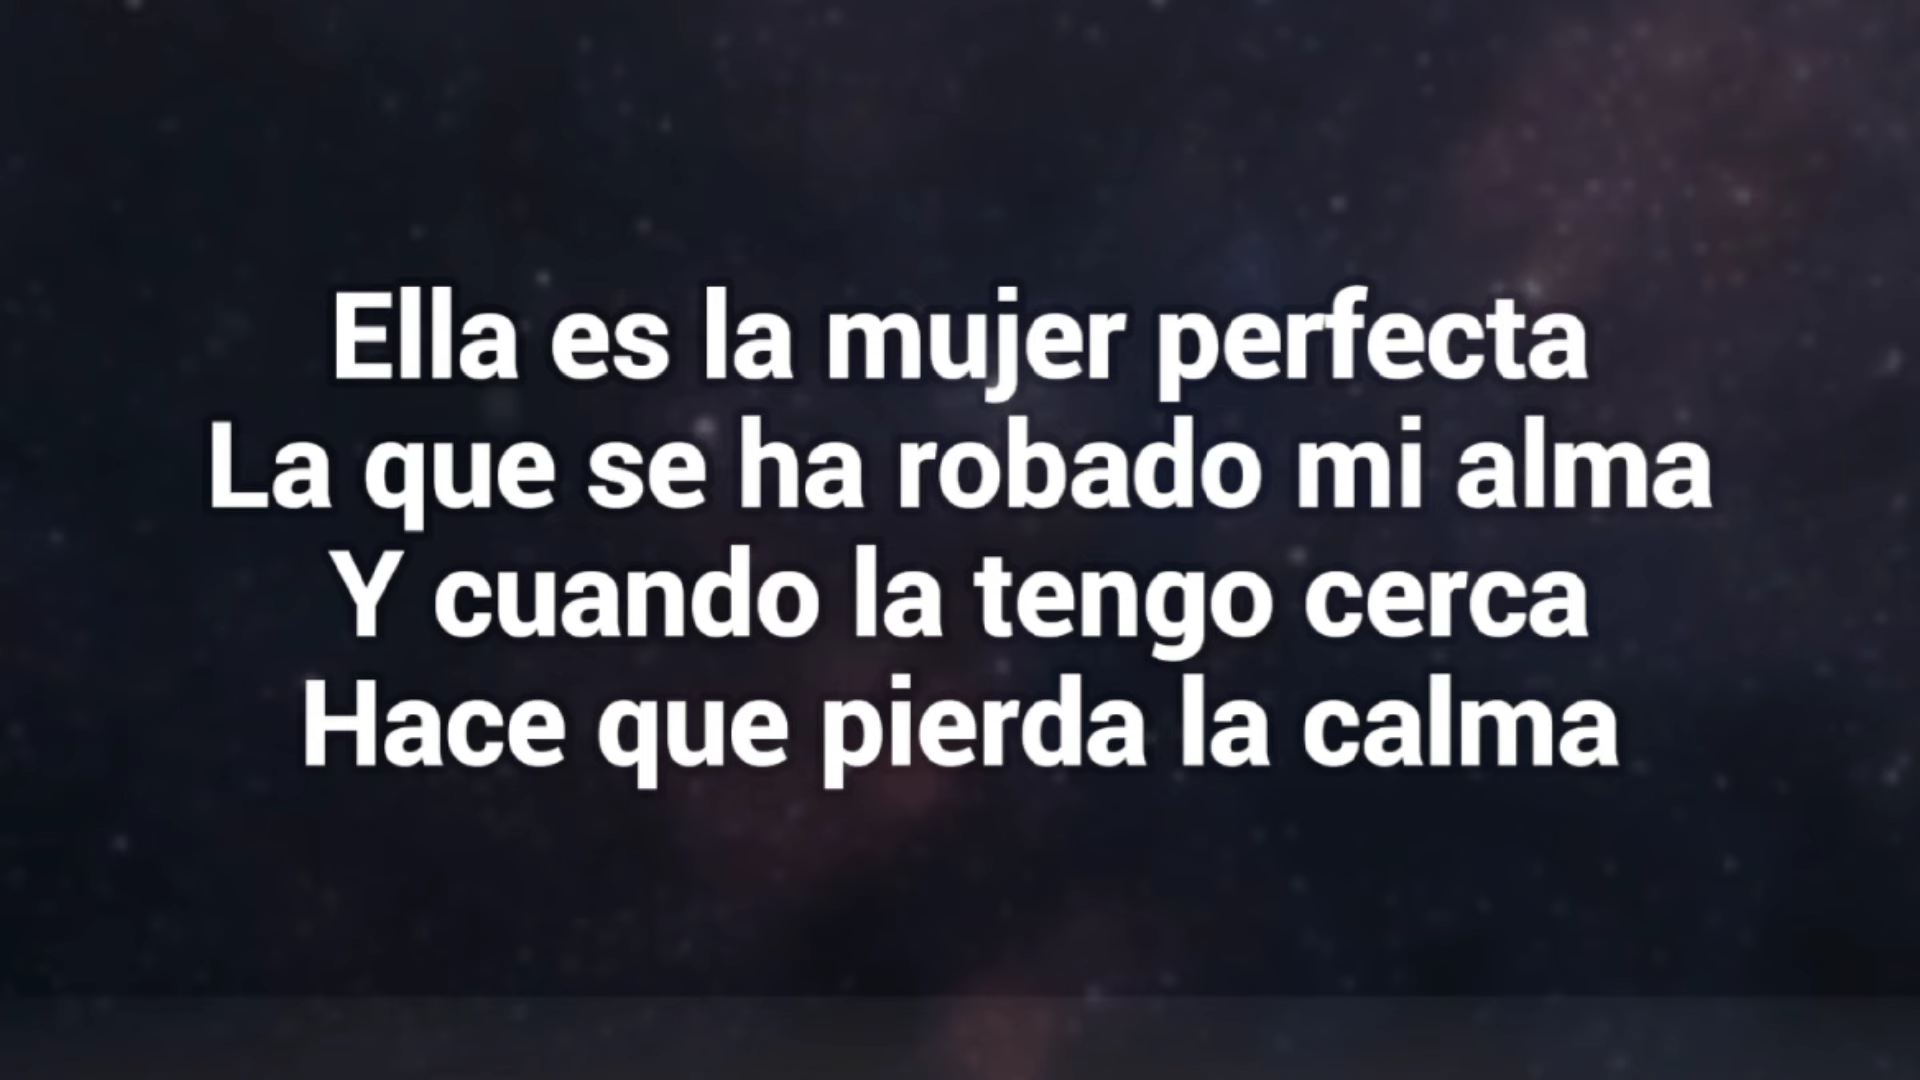 Ella es la mujer perfecta
La que se ha robado mi alma
Y cuando la tengo cerca
Hace que pierda la calma